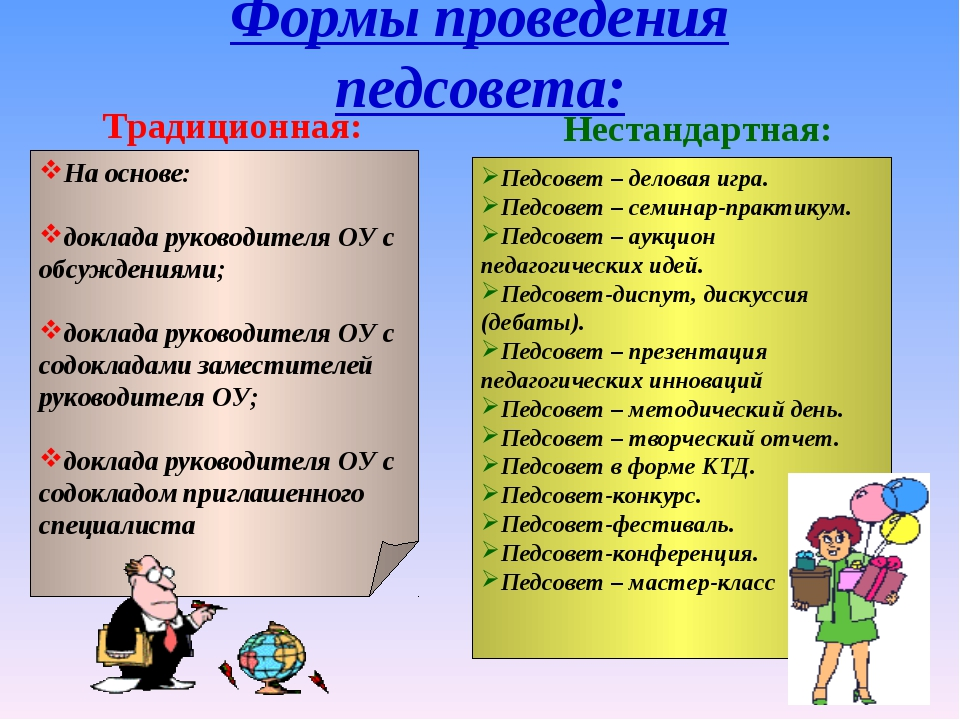 Формы проведения
педсовета:
Традиционная:
На основе:
доклада руководителя ОУ с
обсуждениями;
доклада руководителя ОУ с
содокладами заместителей
руководителя ОУ;
доклада руководителя ОУ с
содокладом приглашенного
специалиста
Нестандартная:
Педсовет – деловая игра.
Педсовет – семинар-практикум.
Педсовет – аукцион
педагогических идей.
Педсовет-диспут, дискуссия
(дебаты).
Педсовет – презентация
педагогических инноваций
Педсовет – методический день.
Педсовет – творческий отчет.
Педсовет в форме КТД.
Педсовет-конкурс.
Педсовет-фестиваль.
Педсовет-конференция.
Педсовет – мастер-класс